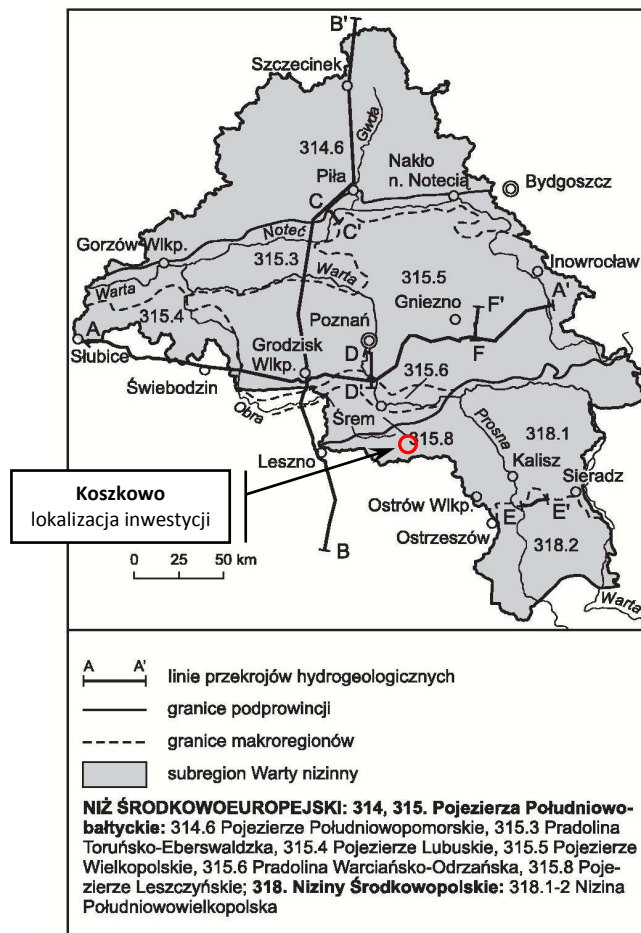 B'
Szczecinek
Gwda
314.6
Nakło
n. Notecią
Piła
Bydgoszcz
C
C'
Noteć
Gorzów Wlkp.
315.3
Inowrocław
Warta
Warta
315.5
A'
315.4
Gniezno
F'
Poznań
A
Grodzisk
Wlkp.
D'
F
Słubice
315.6
D
Świebodzin
Obra
Śrem
Prosna
318.1
315.8
Leszno
Kalisz
Sieradz
Koszkowo
lokalizacja inwestycji
Ostrów Wlkp.
E
E'
Ostrzeszów
318.2
B
0 25 50 km
Warta
A A'
linie przekrojów hydrogeologicznych
granice podprowincji
granice makroregionów
subregion Warty nizinny
NIŻ ŚRODKOWOEUROPEJSKI: 314, 315. Pojezierza Południowo-
bałtyckie: 314.6 Pojezierze Południowopomorskie, 315.3 Pradolina
Toruńsko-Eberswaldzka, 315.4 Pojezierze Lubuskie, 315.5 Pojezierze
Wielkopolskie, 315.6 Pradolina Warciańsko-Odrzańska, 315.8 Poje-
zierze Leszczyńskie; 318. Niziny Środkowopolskie: 318.1-2 Nizina
Południowowielkopolska